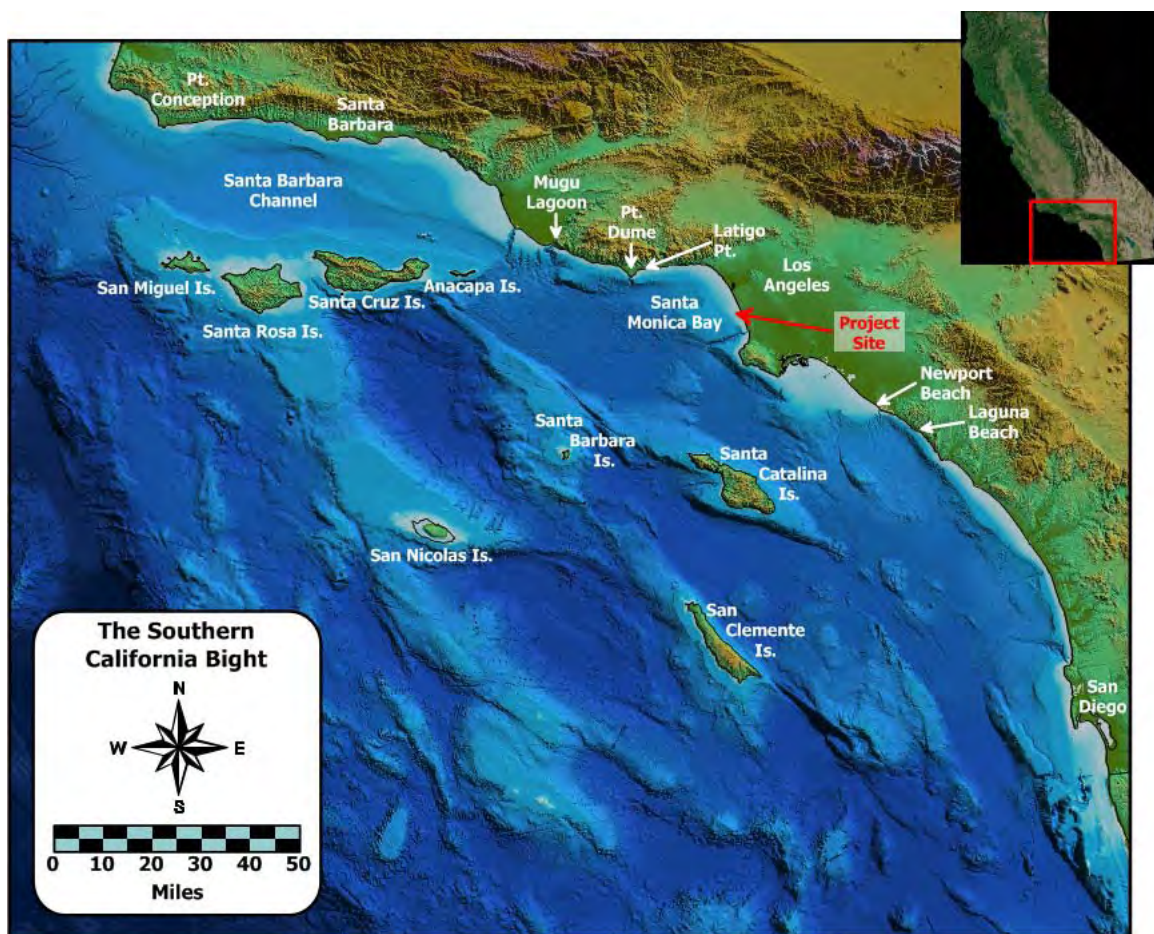 Pt.
Conception
Santa
Barbara
Santa Barbara
Channel
Mugu
Lagoon
Pt.
Dume
Latigo
Pt.
Los
Angeles
San Miguel Is.
Santa Rosa Is.
Santa Cruz Is.
Anacapa Is.
Santa
Monica Bay
Project
Site
Newport
Beach
Laguna
Beach
Santa
Barbara
Is.
Santa
Catalina
Is.
San Nicolas Is.
San
Clemente
Is.
San
Diego
The Southern
California Bight
N
W E
S
0 10 20 30 40 50
Miles